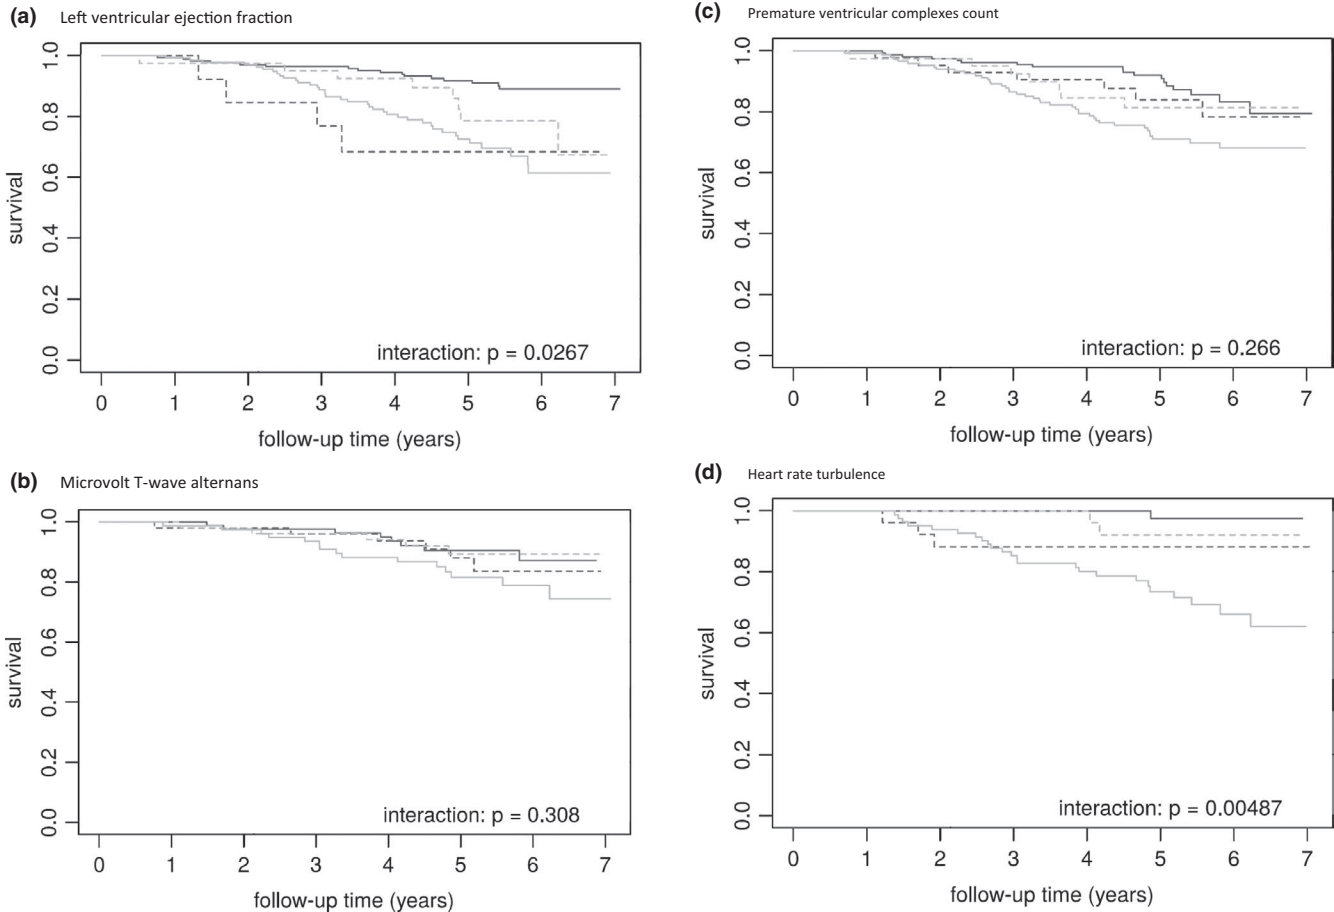 (a) Left ventricular ejection fraction
survival
1.0
0.8
0.6
0.4
0.2
0.0
interaction: p = 0.0267
0 1 2 3 4 5 6 7
follow-up time (years)
(b) Microvolt T-wave alternans
survival
1.0
0.8
0.6
0.4
0.2
0.0
interaction: p = 0.308
0 1 2 3 4 5 6 7
follow-up time (years)
(c) Premature ventricular complexes count
survival
1.0
0.8
0.6
0.4
0.2
0.0
interaction: p = 0.266
0 1 2 3 4 5 6 7
follow-up time (years)
(d) Heart rate turbulence
survival
1.0
0.8
0.6
0.4
0.2
0.0
interaction: p = 0.00487
0 1 2 3 4 5 6 7
follow-up time (years)